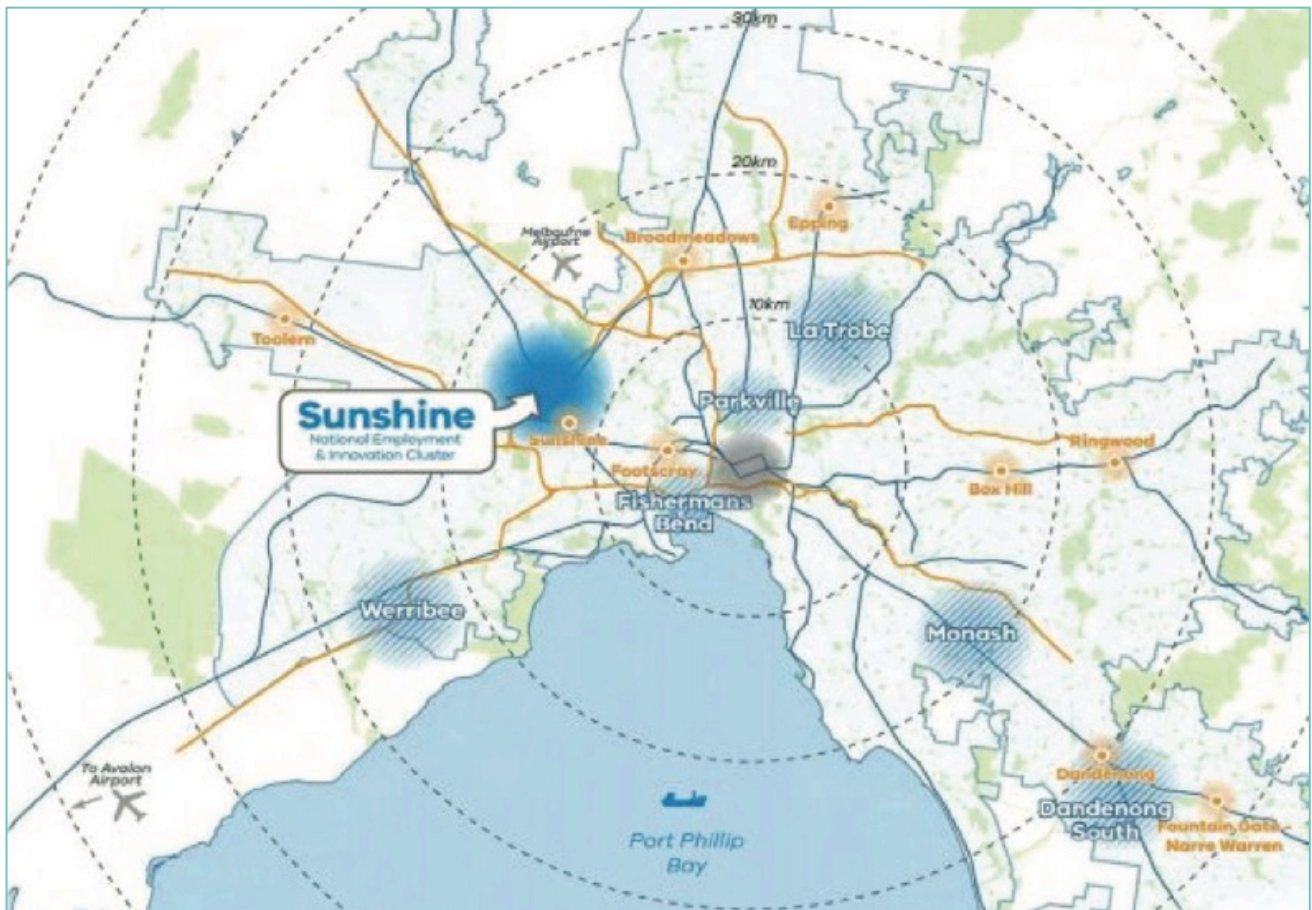 30km
20km
Epping
Melbourne
Airport
Broadmeadows
10km
La Trobe
Toolern
Parkville
Sunshine
National Employment
& Innovation Cluster
Sunshine
Footscray
Ringwood
Box Hill
Fishermans
Bend
Werribee
Monash
To Avalon
Airport
Dandenong
Dandenong
South
Fountain Gate -
Narre Warren
Port Phillip
Bay